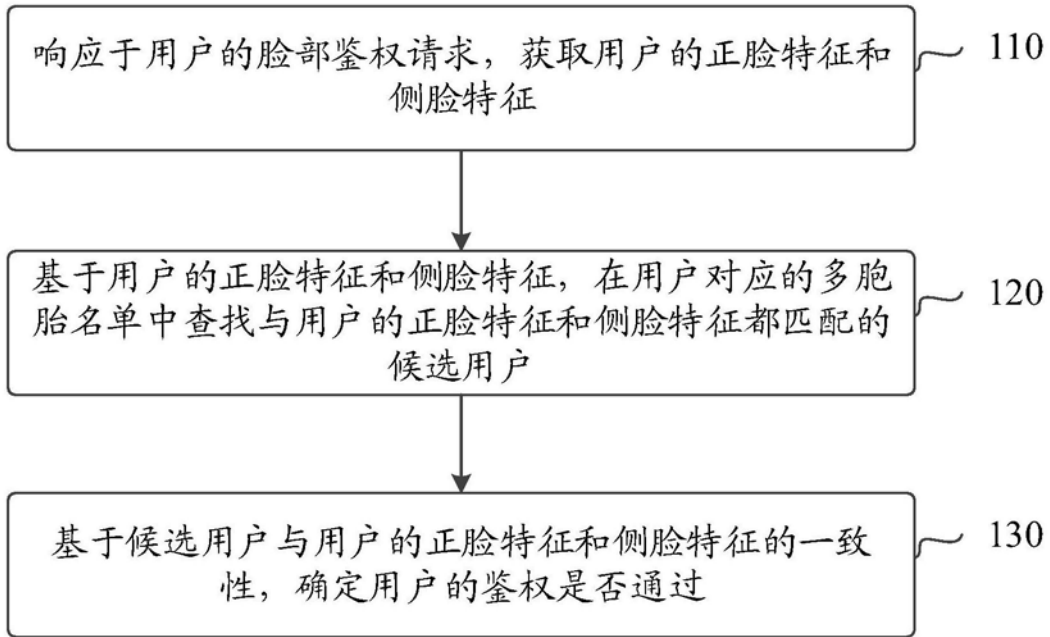 响应于用户的脸部鉴权请求，获取用户的正脸特征和
侧脸特征
110
基于用户的正脸特征和侧脸特征，在用户对应的多胞
胎名单中查找与用户的正脸特征和侧脸特征都匹配的
候选用户
120
基于候选用户与用户的正脸特征和侧脸特征的一致
性，确定用户的鉴权是否通过
130